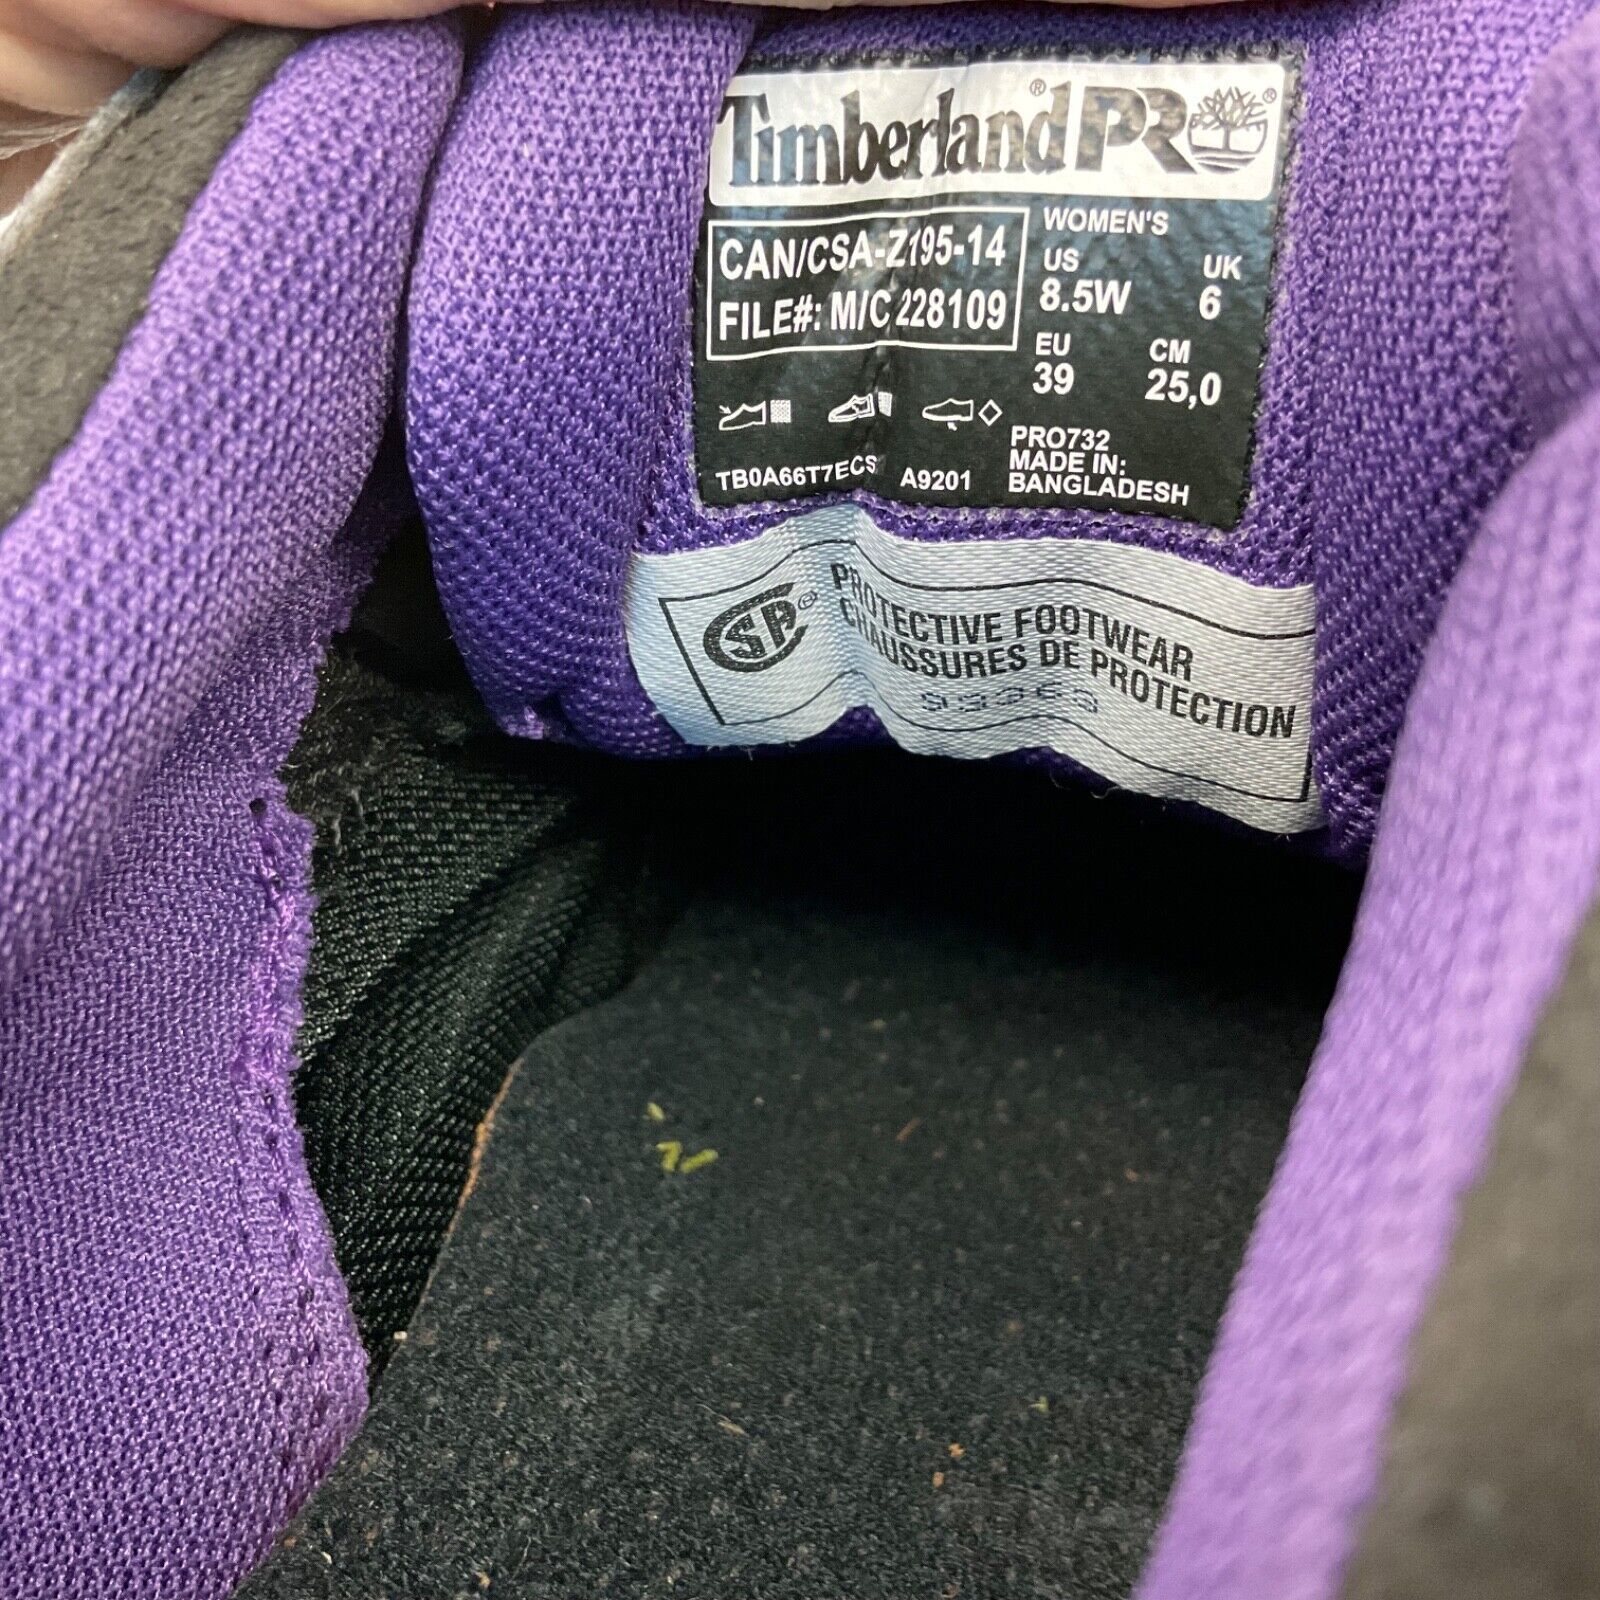 Timberland® PRO ®
CAN/CSA-Z195-14
FILE#: M/C 228109
WOMEN'S
US UK
8.5W 6
EU CM
39 25,0
TB0A66T7ECS A9201
PRO732
MADE IN:
BANGLADESH
CSA® PROTECTIVE FOOTWEAR
CHAUSSURES DE PROTECTION